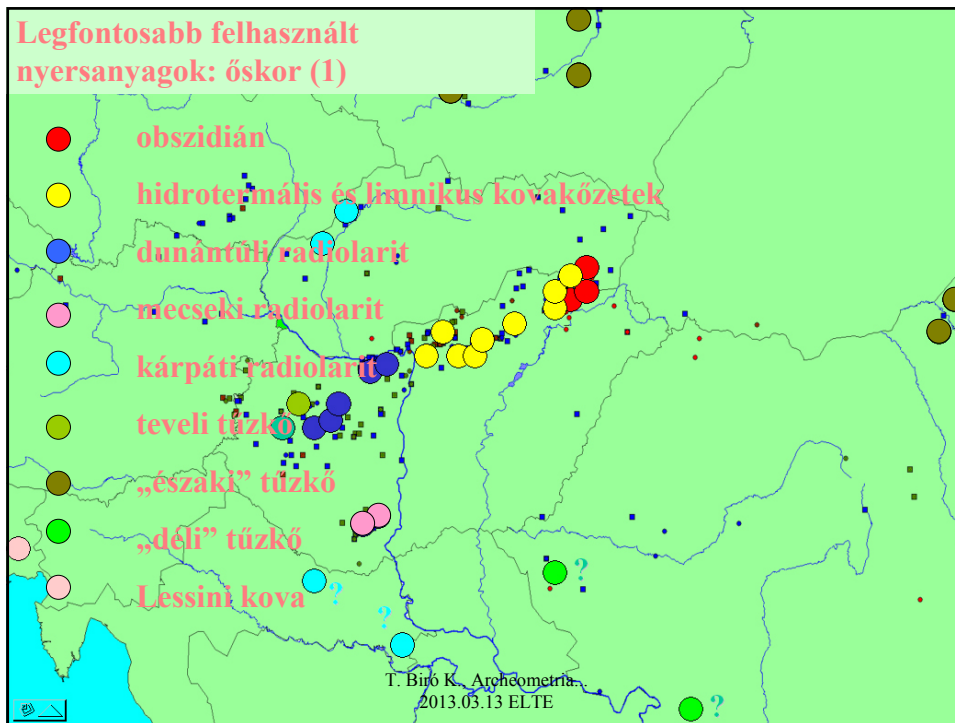 Legfontosabb felhasznált
nyersanyagok: őskor (1)
obszidián
hidrotermális és limnikus kovakőzetek
dunántúli radiolarit
mecseki radiolarit
kárpáti radiolarit
teveli tűzkő
„északi” tűzkő
„déli” tűzkő
?
Lessini kova
?
?
T. Biró K., Archeometria...
2013.03.13 ELTE
?